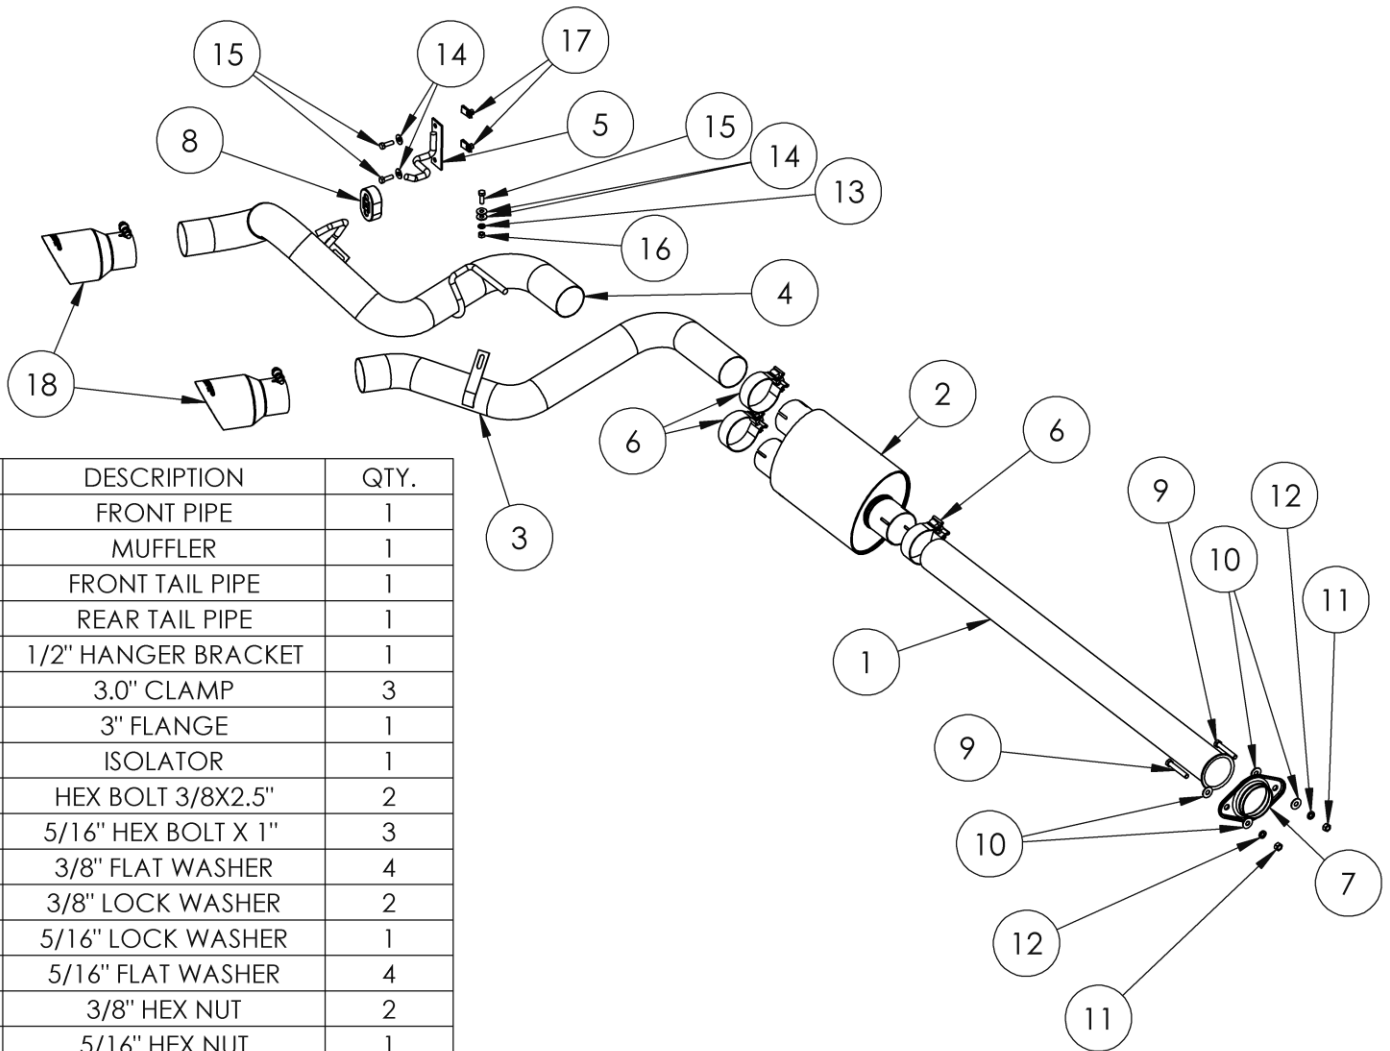 15
14
17
8
5
15
14
13
16
4
18
6
2
6
3
9
12
10
11
1
9
10
7
12
11
DESCRIPTION QTY.
FRONT PIPE 1
MUFFLER 1
FRONT TAIL PIPE 1
REAR TAIL PIPE 1
1/2" HANGER BRACKET 1
3.0" CLAMP 3
3" FLANGE 1
ISOLATOR 1
HEX BOLT 3/8X2.5" 2
5/16" HEX BOLT X 1" 3
3/8" FLAT WASHER 4
3/8" LOCK WASHER 2
5/16" LOCK WASHER 1
5/16" FLAT WASHER 4
3/8" HEX NUT 2
5/16" HEX NUT 1